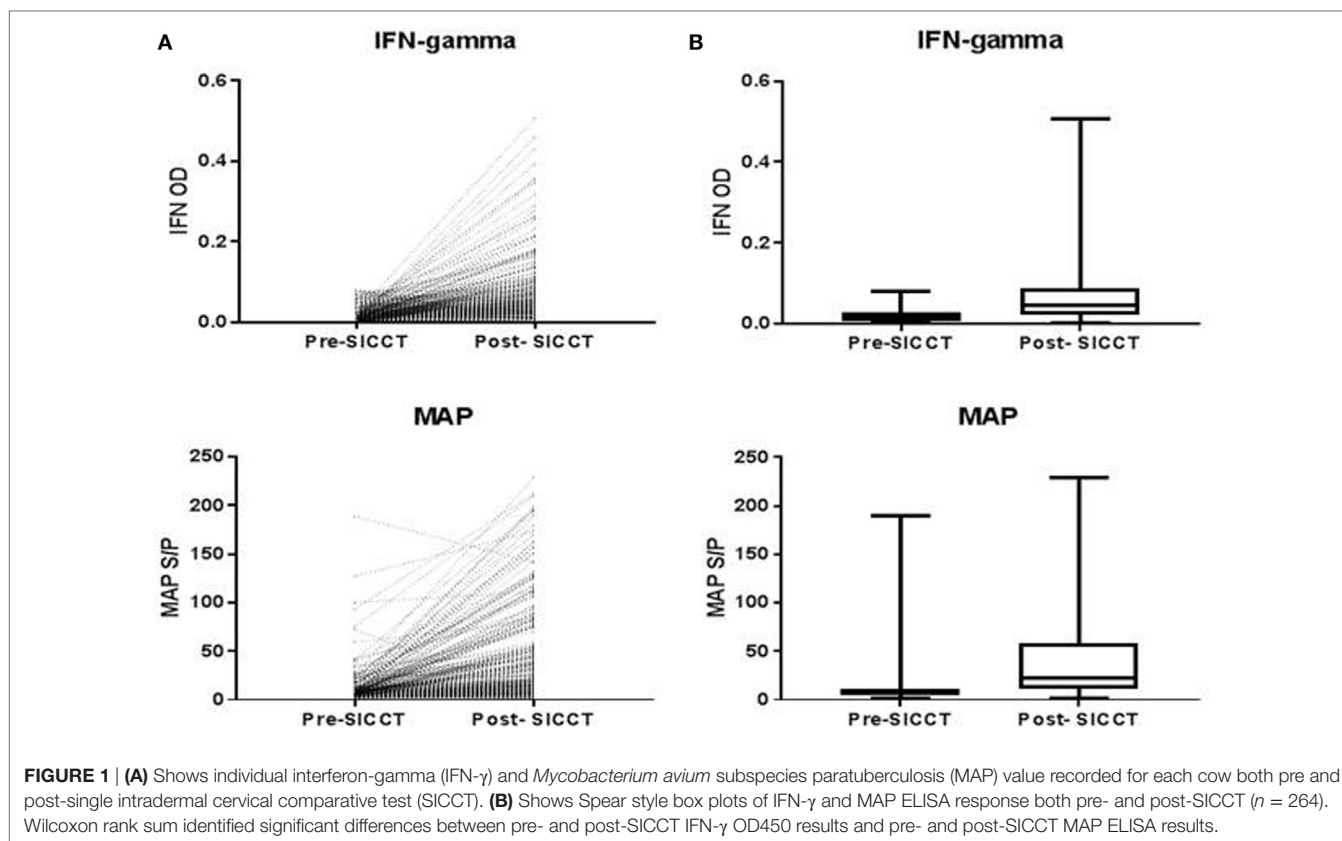 A
IFN-gamma
0.6
0.4
0.2
0.0
IFN OD
Pre-SICCT Post- SICCT
B
IFN-gamma
0.6
0.4
0.2
0.0
IFN OD
Pre-SICCT Post- SICCT
MAP
250
200
150
100
50
0
MAP S/P
Pre-SICCT Post- SICCT
MAP
250
200
150
100
50
0
MAP S/P
Pre-SICCT Post- SICCT
FIGURE 1 | (A) Shows individual interferon-gamma (IFN-γ) and Mycobacterium avium subspecies paratuberculosis (MAP) value recorded for each cow both pre and
post-single intradermal cervical comparative test (SICCT). (B) Shows Spear style box plots of IFN-γ and MAP ELISA response both pre- and post-SICCT (n = 264).
Wilcoxon rank sum identified significant differences between pre- and post-SICCT IFN-γ OD450 results and pre- and post-SICCT MAP ELISA results.